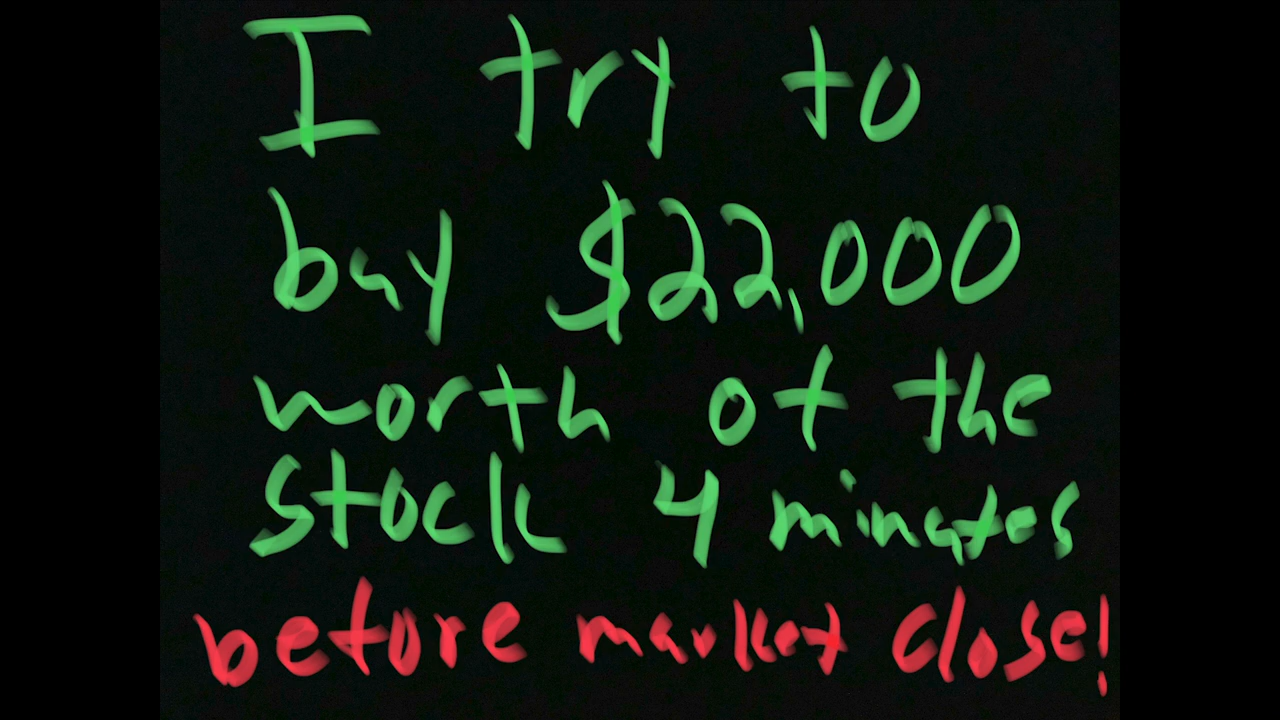 I try to
buy $22,000
worth of the
stock 4 minutes
before market close!